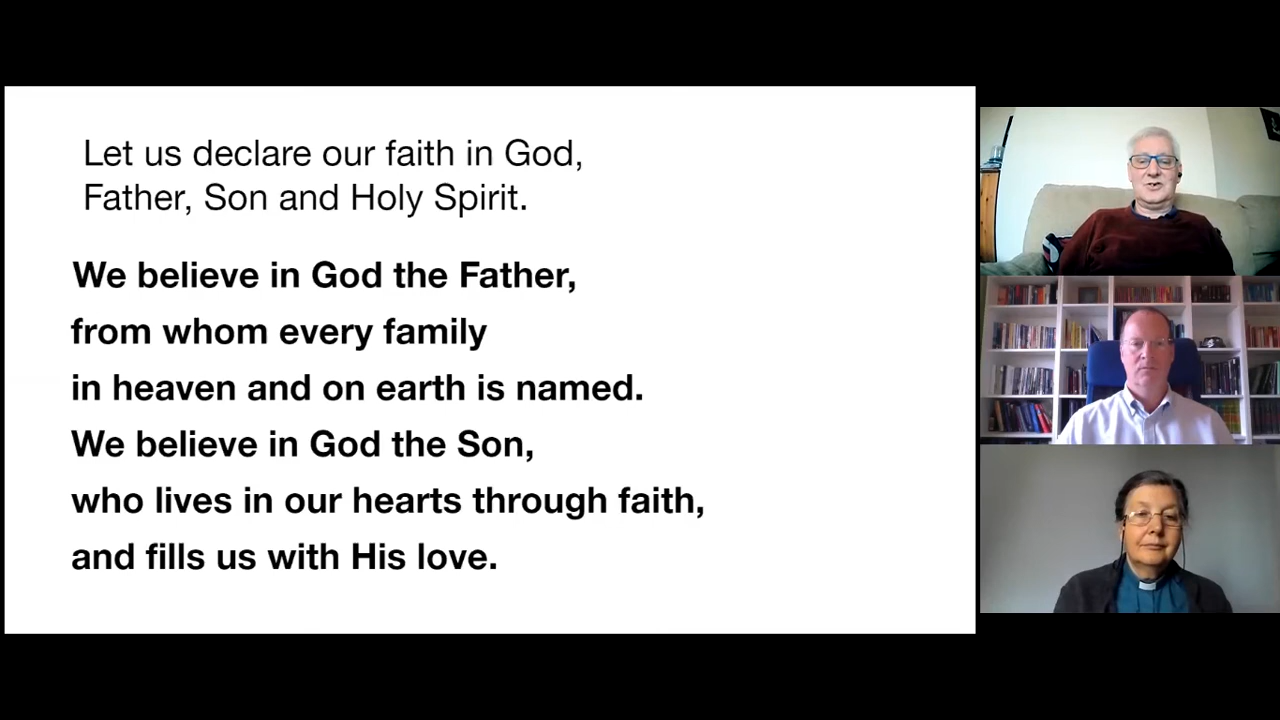 Let us declare our faith in God,
Father, Son and Holy Spirit.
We believe in God the Father,
from whom every family
in heaven and on earth is named.
We believe in God the Son,
who lives in our hearts through faith,
and fills us with His love.